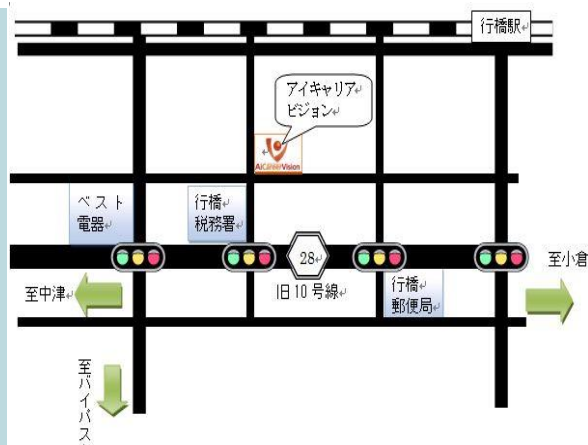 行橋駅
アイキャリア
ビジョン
AiCareerVision
ベスト
電器
行橋
税務署
28
旧10号線
行橋
郵便局
至小倉
至中津
至バイパス